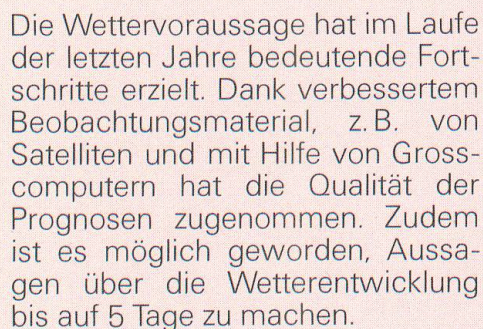 Die Wettervoraussage hat im Laufe
der letzten Jahre bedeutende Fort-
schritte erzielt. Dank verbessertem
Beobachtungsmaterial, z.B. von
Satelliten und mit Hilfe von Gross-
computern hat die Qualität der
Prognosen zugenommen. Zudem
ist es möglich geworden, Aussa-
gen über die Wetterentwicklung
bis auf 5 Tage zu machen.